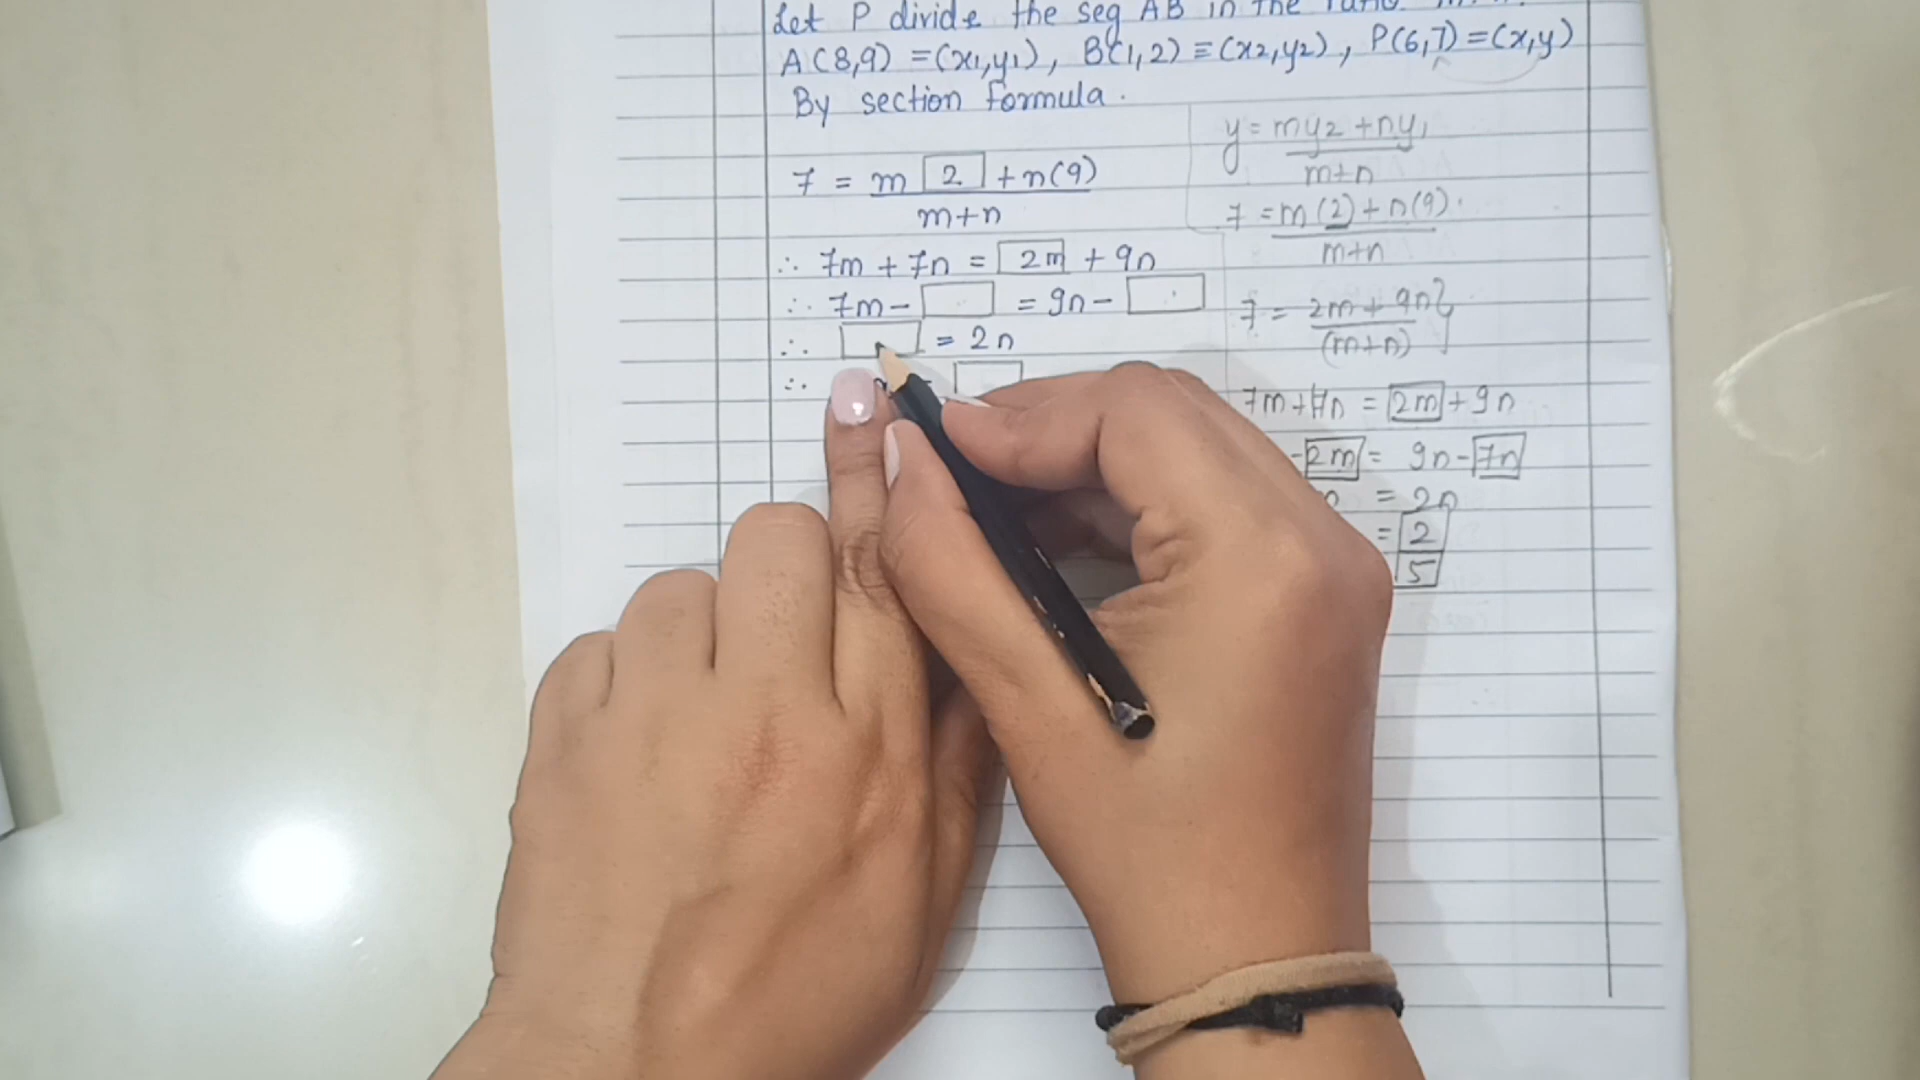 Let P divide the seg AB in the
A(8,9) = (x₁,y₁), B(1,2) = (x₂,y₂), P(6,7) = (x,y)
By section formula.
7 = m [2] + n(9)
m+n
∴ 7m + 7n = [2m] + 9n
∴ 7m - [ ] = 9n - [ ]
∴ [ ] = 2n
∴
y = my₂ + ny₁
m+n
7 = m(2) + n(9).
m+n
7 = 2m + 9n
(m+n)
7m + 7n = [2m] + 9n
- [2m] = 9n - [7n]
n = 2n
= [2]
[5]